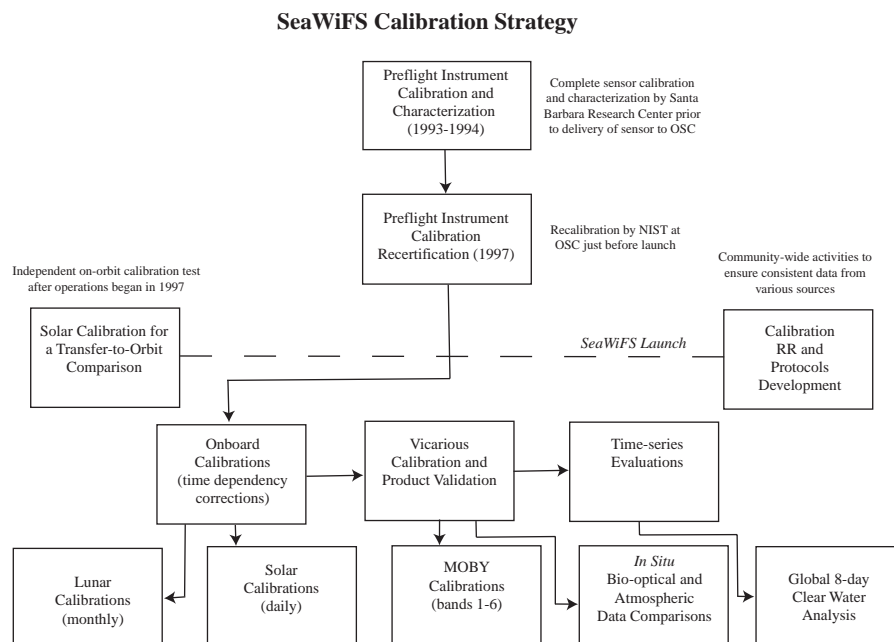 SeaWiFS Calibration Strategy
Preflight Instrument
Calibration and
Characterization
(1993-1994)
Complete sensor calibration
and characterization by Santa
Barbara Research Center prior
to delivery of sensor to OSC
Preflight Instrument
Calibration
Recertification (1997)
Recalibration by NIST at
OSC just before launch
Independent on-orbit calibration test
after operations began in 1997
Community-wide activities to
ensure consistent data from
various sources
Solar Calibration for
a Transfer-to-Orbit
Comparison
SeaWiFS Launch
Calibration
RR and
Protocols
Development
Onboard
Calibrations
(time dependency
corrections)
Vicarious
Calibration and
Product Validation
Time-series
Evaluations
Lunar
Calibrations
(monthly)
Solar
Calibrations
(daily)
MOBY
Calibrations
(bands 1-6)
In Situ
Bio-optical and
Atmospheric
Data Comparisons
Global 8-day
Clear Water
Analysis